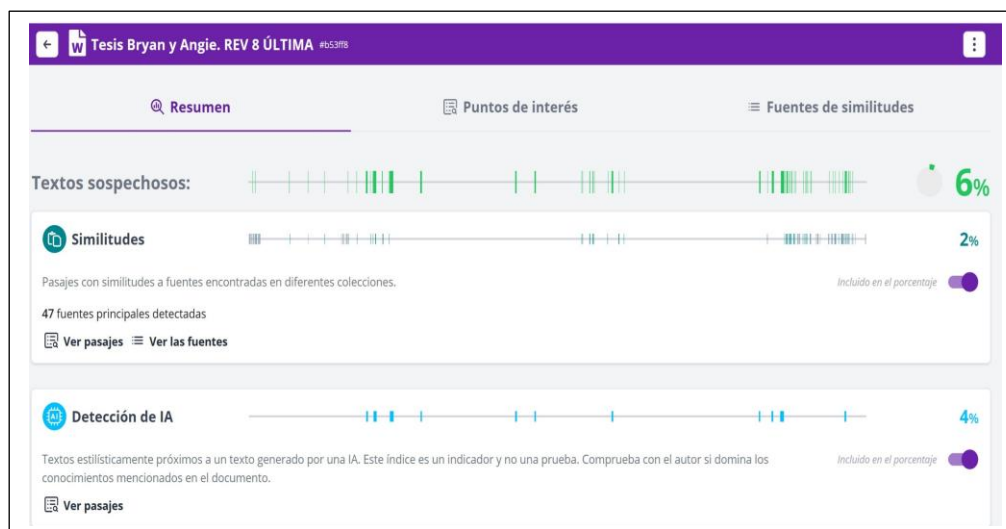 Tesis Bryan y Angie. REV 8 ÚLTIMA #b53ff8
Resumen
Puntos de interés
Fuentes de similitudes
Textos sospechosos:
6%
Similitudes
2%
Pasajes con similitudes a fuentes encontradas en diferentes colecciones.
Incluido en el porcentaje
47 fuentes principales detectadas
Ver pasajes
Ver las fuentes
AI
Detección de IA
4%
Textos estilísticamente próximos a un texto generado por una IA. Este índice es un indicador y no una prueba. Comprueba con el autor si domina los
conocimientos mencionados en el documento.
Incluido en el porcentaje
Ver pasajes